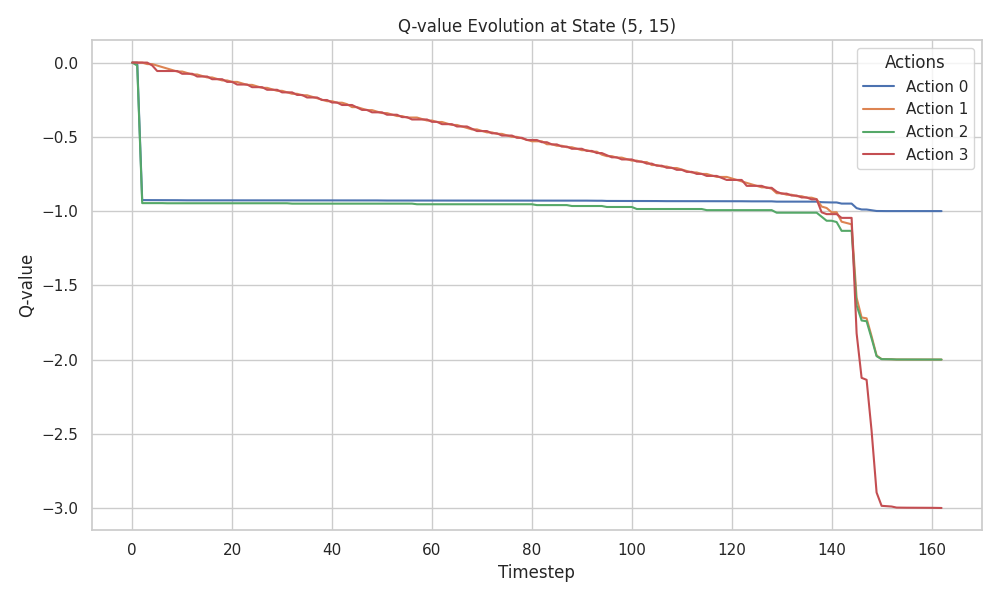 Q-value Evolution at State (5, 15)
Actions
Action 0
Action 1
Action 2
Action 3
Q-value
0.0
−0.5
−1.0
−1.5
−2.0
−2.5
−3.0
0 20 40 60 80 100 120 140 160
Timestep